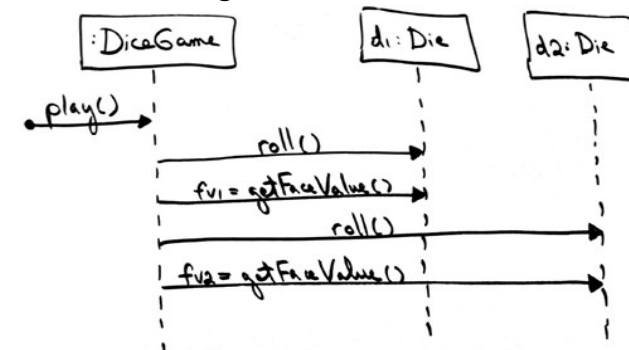 :DiceGame
d1:Die
d2:Die
play()
roll()
fv1=getFaceValue()
roll()
fv2=getFaceValue()